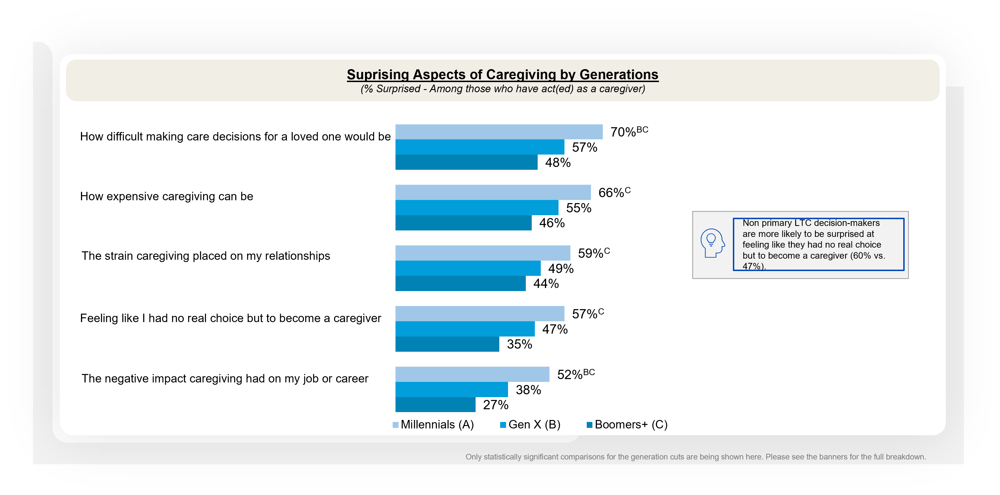 Suprising Aspects of Caregiving by Generations
(% Surprised - Among those who have act(ed) as a caregiver)
How difficult making care decisions for a loved one would be
70%BC
57%
48%
How expensive caregiving can be
66%C
55%
46%
The strain caregiving placed on my relationships
59%C
49%
44%
Feeling like I had no real choice but to become a caregiver
57%C
47%
35%
The negative impact caregiving had on my job or career
52%BC
38%
27%
Millennials (A) Gen X (B) Boomers+ (C)
Non primary LTC decision-makers
are more likely to be surprised at
feeling like they had no real choice
but to become a caregiver (60% vs.
47%).
Only statistically significant comparisons for the generation cuts are being shown here. Please see the banners for the full breakdown.